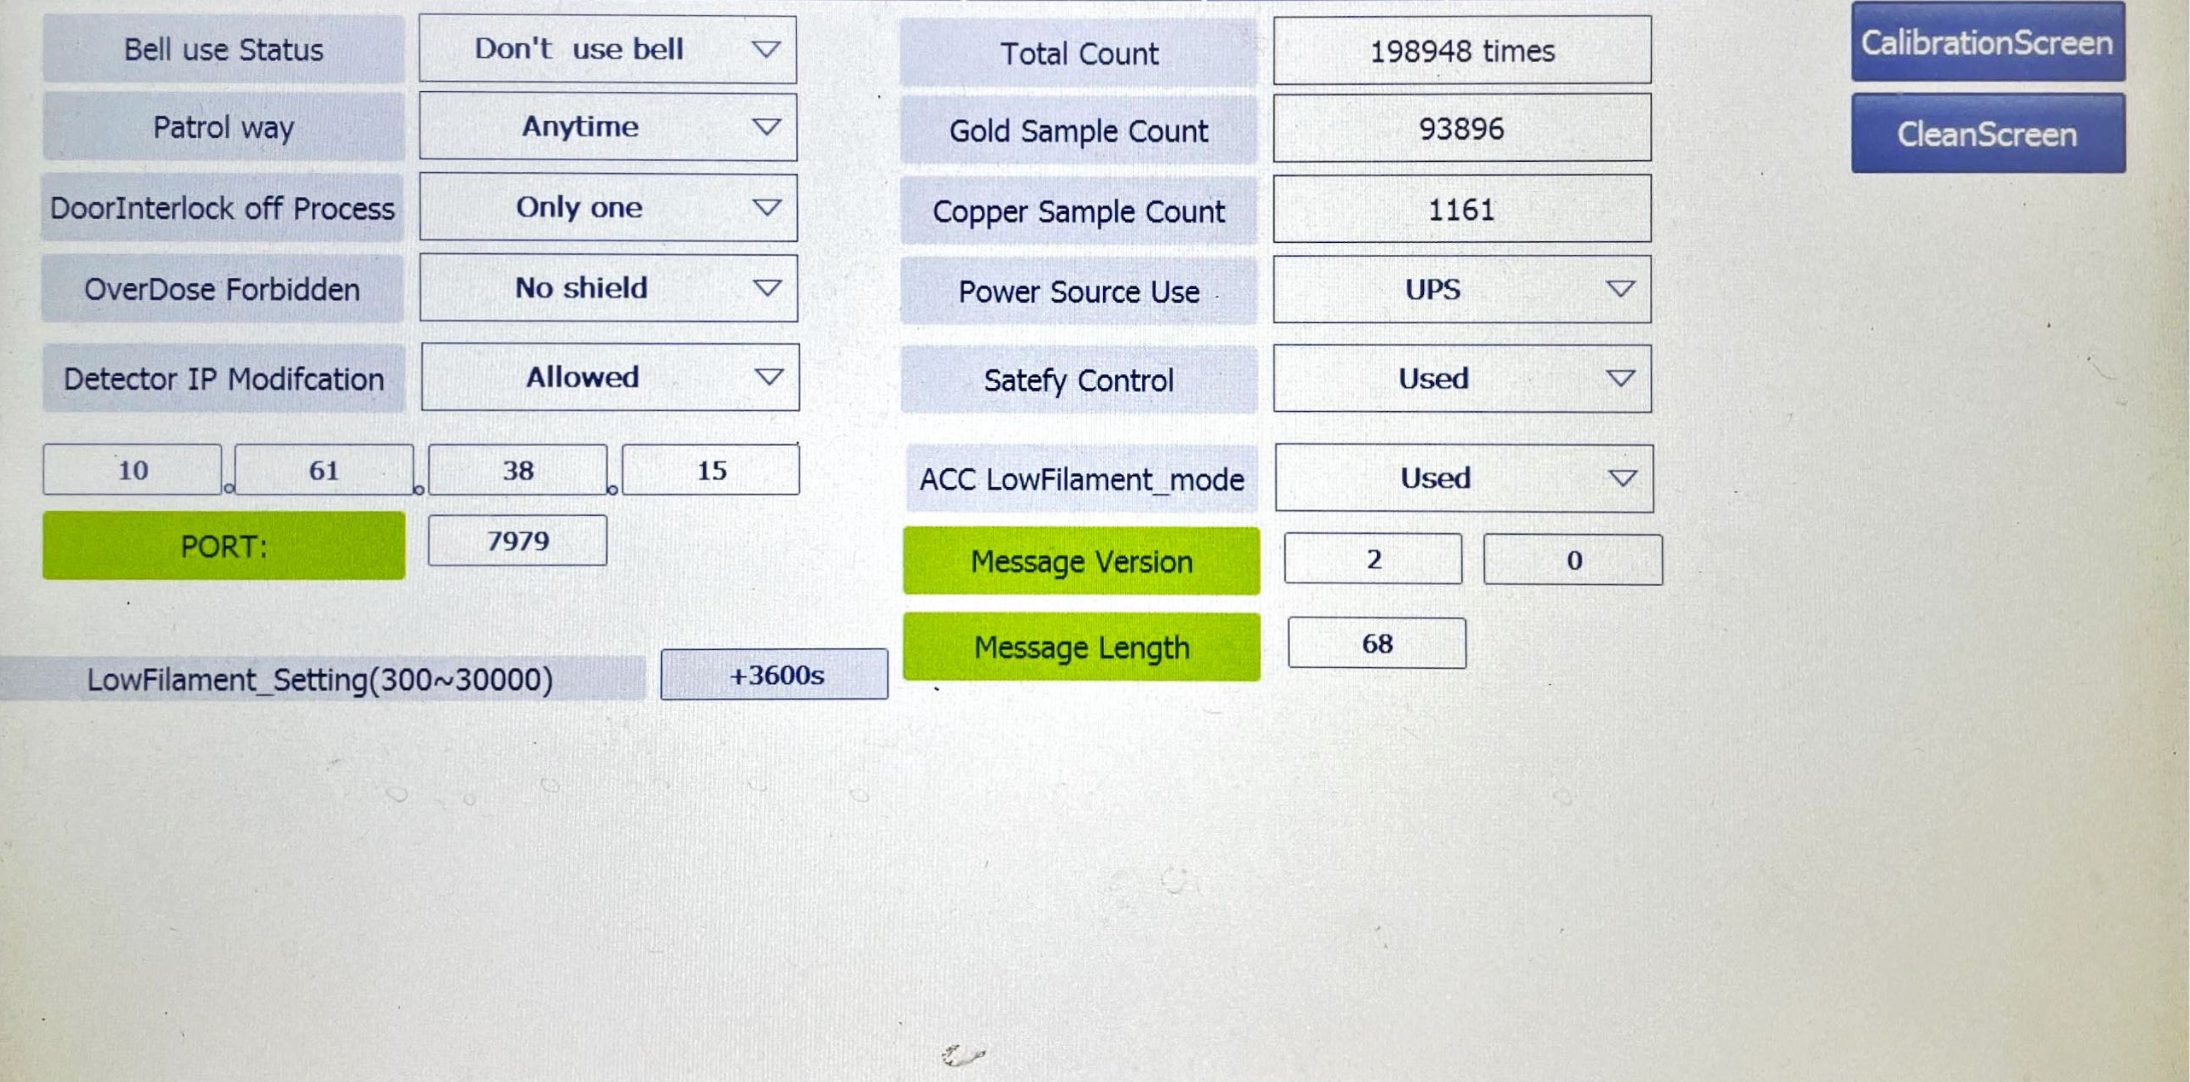 Bell use Status Don't use bell
Patrol way Anytime
DoorInterlock off Process Only one
OverDose Forbidden No shield
Detector IP Modifcation Allowed
10 . 61 . 38 . 15
PORT: 7979
LowFilament_Setting(300~30000) +3600s
Total Count 198948 times
Gold Sample Count 93896
Copper Sample Count 1161
Power Source Use UPS
Satefy Control Used
ACC LowFilament_mode Used
Message Version 2 0
Message Length 68
CalibrationScreen
CleanScreen